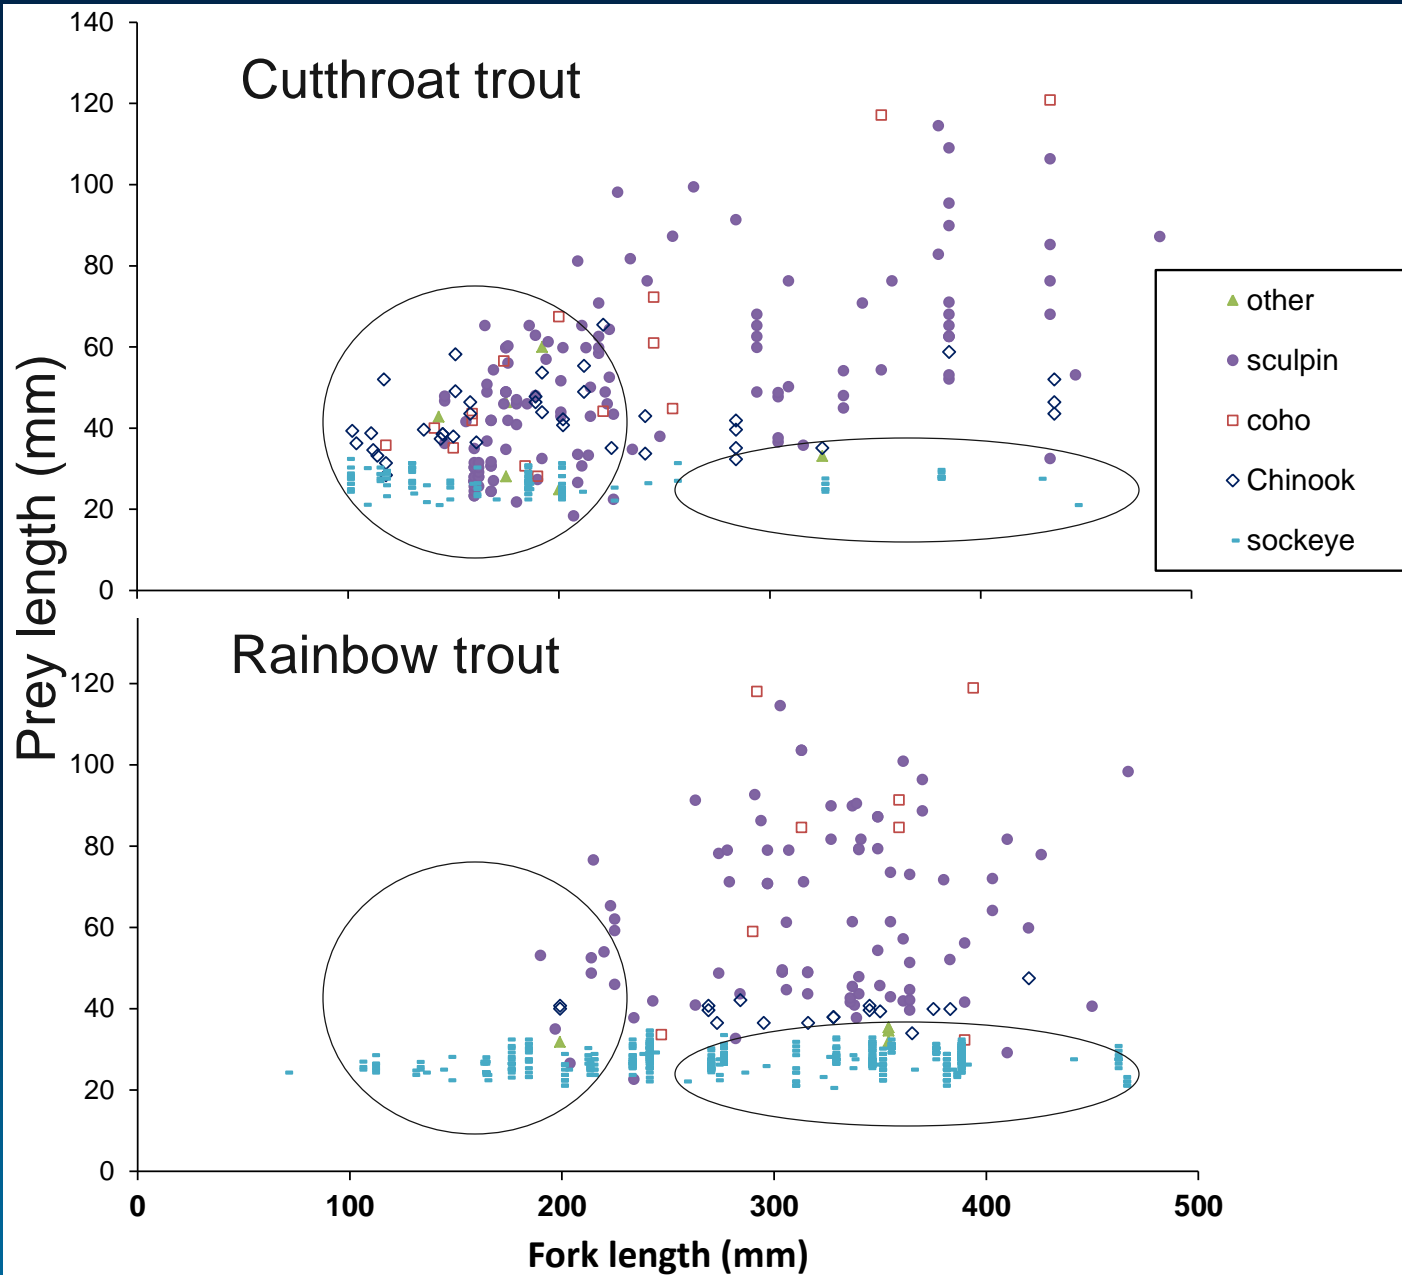 140
120
100
80
60
40
20
0
Cutthroat trout
other
sculpin
coho
Chinook
sockeye
Prey length (mm)
Rainbow trout
120
100
80
60
40
20
0
0 100 200 300 400 500
Fork length (mm)